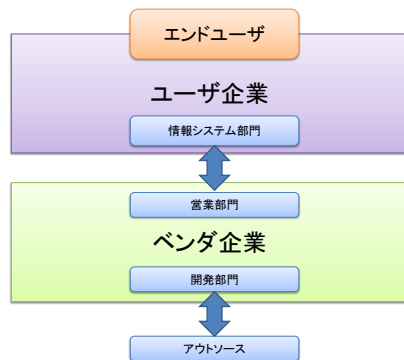 エンドユーザ
ユーザ企業
情報システム部門
営業部門
ベンダ企業
開発部門
アウトソース